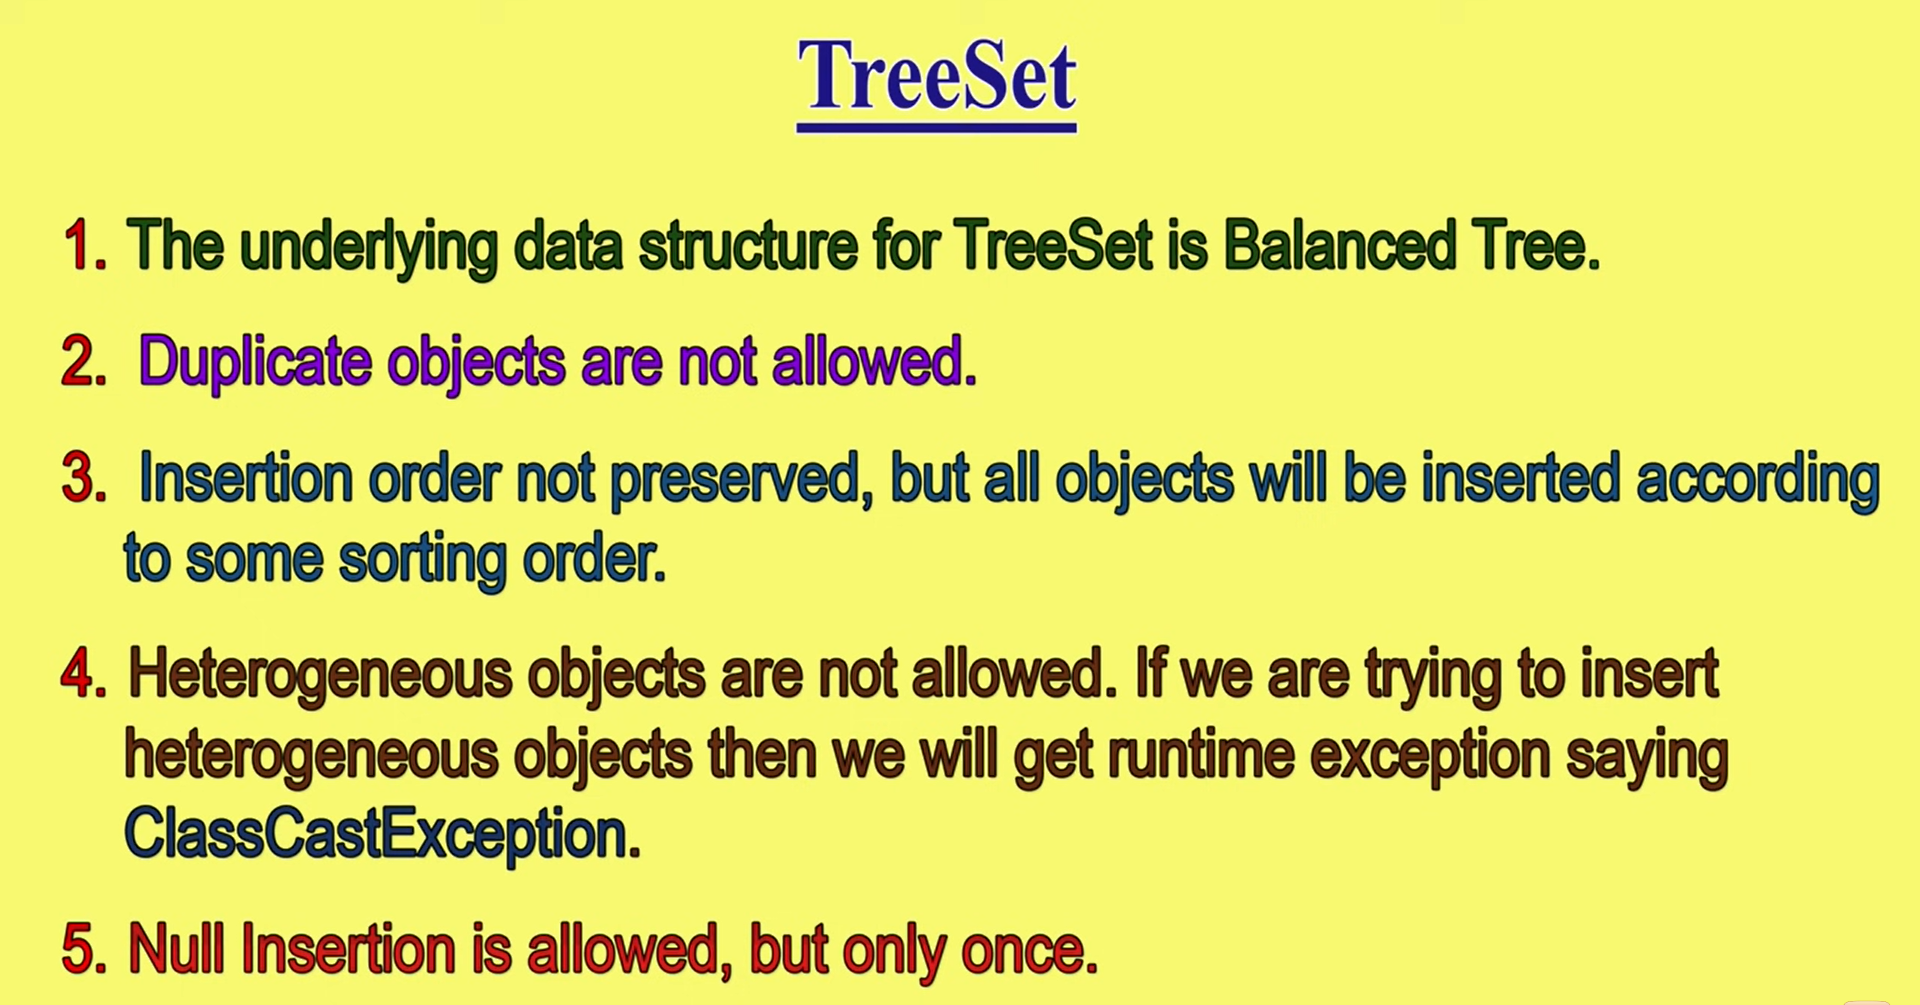 TreeSet
1. The underlying data structure for TreeSet is Balanced Tree.
2. Duplicate objects are not allowed.
3. Insertion order not preserved, but all objects will be inserted according
to some sorting order.
4. Heterogeneous objects are not allowed. If we are trying to insert
heterogeneous objects then we will get runtime exception saying
ClassCastException.
5. Null Insertion is allowed, but only once.